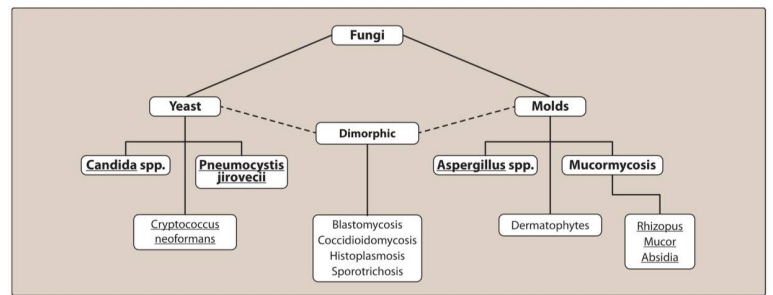 Fungi
Yeast
Molds
Dimorphic
Candida spp.
Pneumocystis
jirovecii
Aspergillus spp.
Mucormycosis
Cryptococcus
neoformans
Blastomycosis
Coccidioidomycosis
Histoplasmosis
Sporotrichosis
Dermatophytes
Rhizopus
Mucor
Absidia